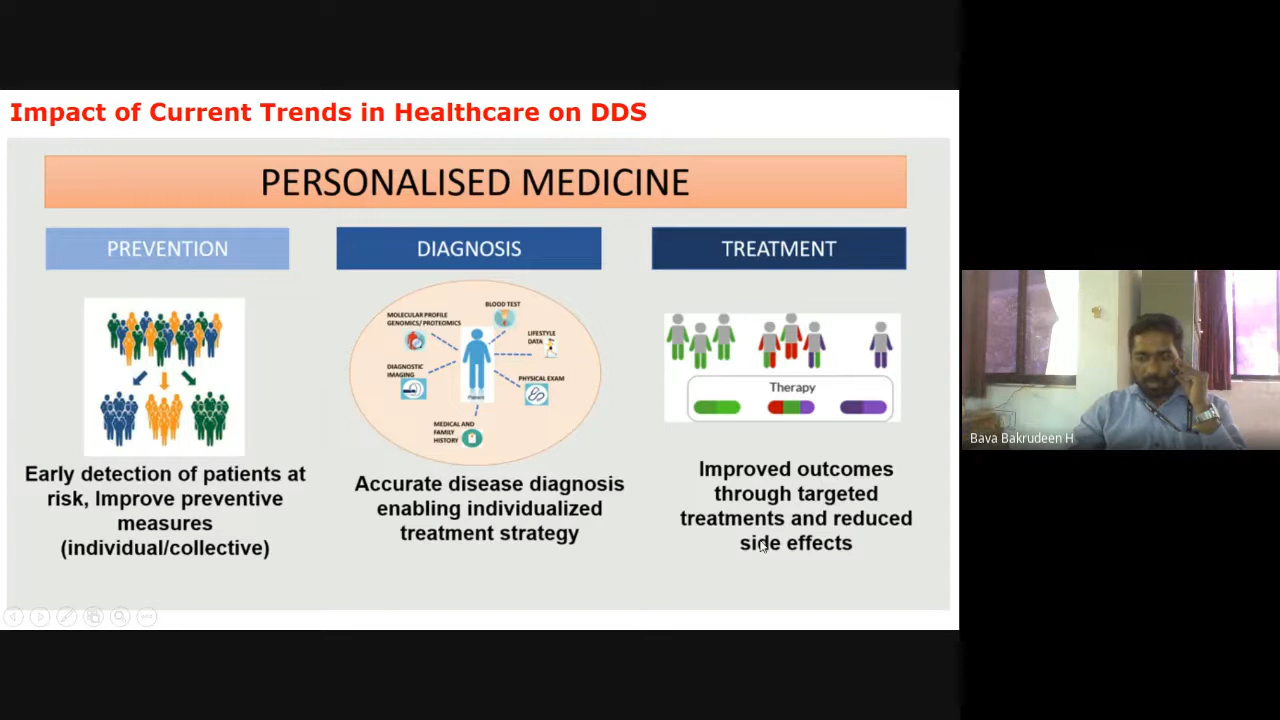 Impact of Current Trends in Healthcare on DDS
PERSONALISED MEDICINE
PREVENTION
Early detection of patients at
risk, Improve preventive
measures
(individual/collective)
DIAGNOSIS
BLOOD TEST
MOLECULAR PROFILE
GENOMICS/ PROTEOMICS
LIFESTYLE
DATA
DIAGNOSTIC
IMAGING
PHYSICAL EXAM
Patient
MEDICAL AND
FAMILY
HISTORY
Accurate disease diagnosis
enabling individualized
treatment strategy
TREATMENT
Therapy
Improved outcomes
through targeted
treatments and reduced
side effects
Bava Bakrudeen H